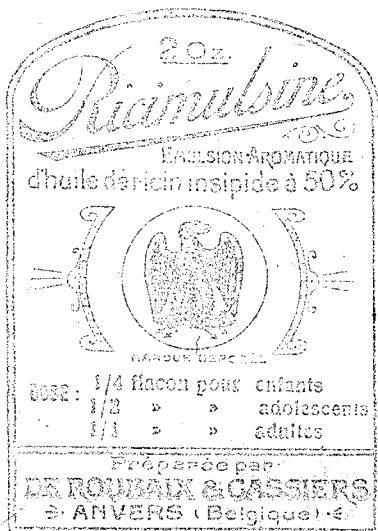 2 Oz
Ricimulsine
EMULSION AROMATIQUE
d'huile de ricin insipide à 50%
MARQUE DÉPOSÉE
DOSE: 1/4 flacon pour enfants
1/2 » » adolescents
1/1 » » adultes
Préparée par
DE ROUBAIX & CASSIERS
ANVERS (Belgique)